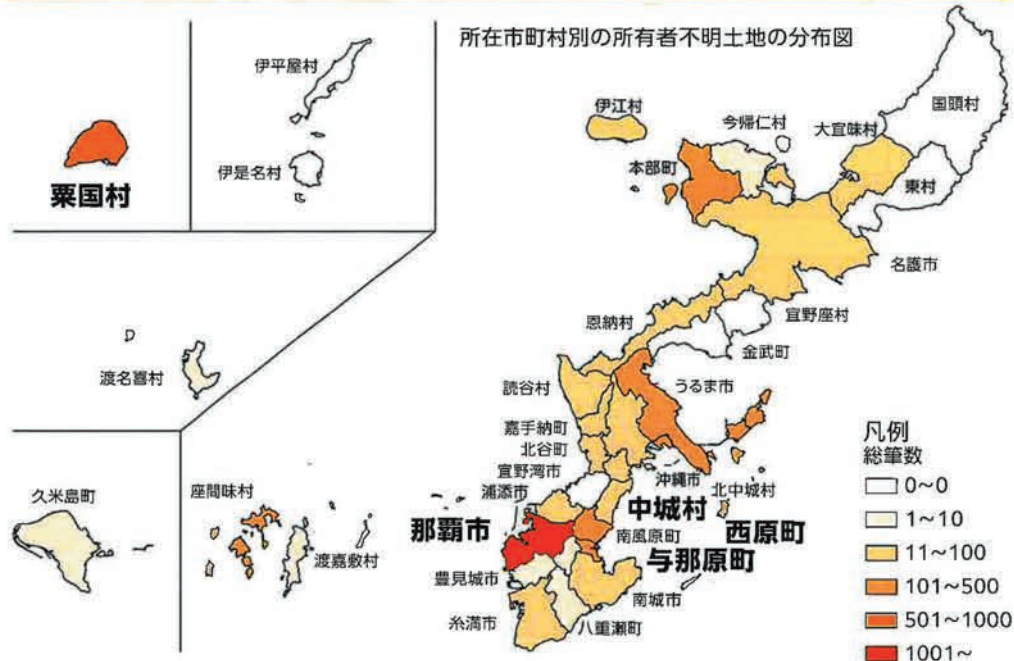 所在市町村別の所有者不明土地の分布図
伊平屋村
伊是名村
粟国村
伊江村
今帰仁村
大宜味村
国頭村
本部町
東村
名護市
恩納村
宜野座村
金武町
渡名喜村
読谷村
うるま市
嘉手納町
北谷町
宜野湾市
沖縄市
浦添市
北中城村
中城村
那覇市
西原町
南風原町
与那原町
久米島町
座間味村
渡嘉敷村
豊見城市
南城市
糸満市
八重瀬町
凡例
総筆数
0~0
1~10
11~100
101~500
501~1000
1001~